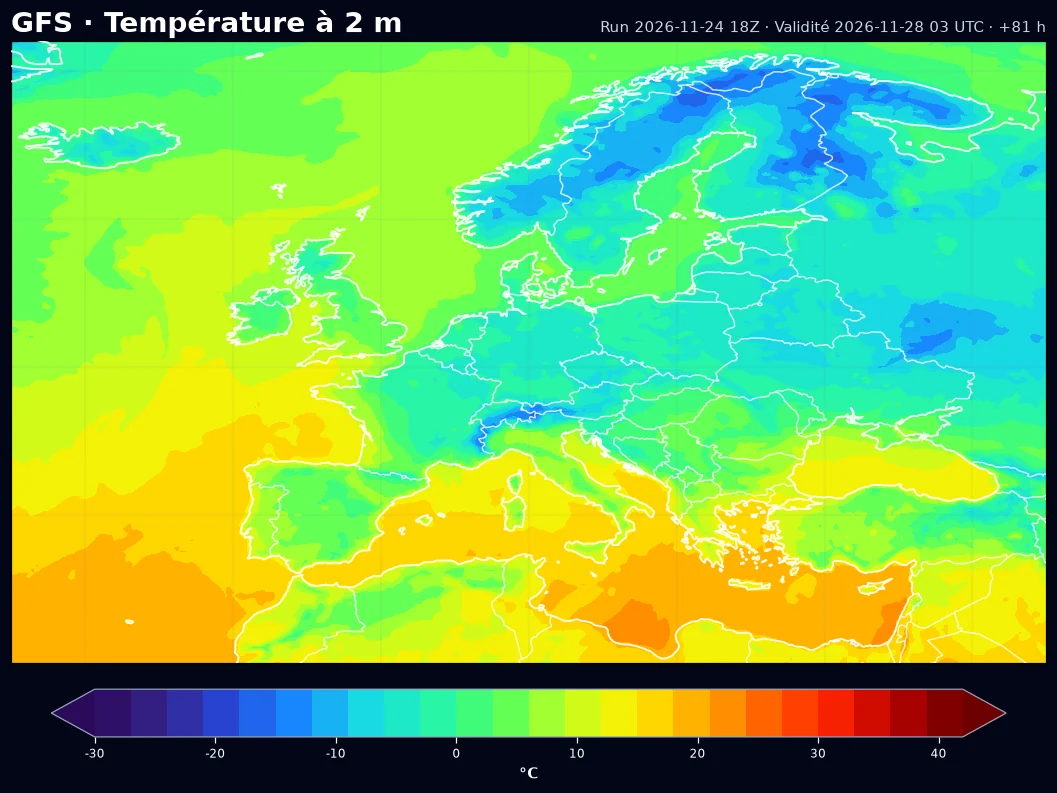 GFS · Température à 2 m
Run 2026-11-24 18Z · Validité 2026-11-28 03 UTC · +81 h
-30 -20 -10 0 10 20 30 40
°C